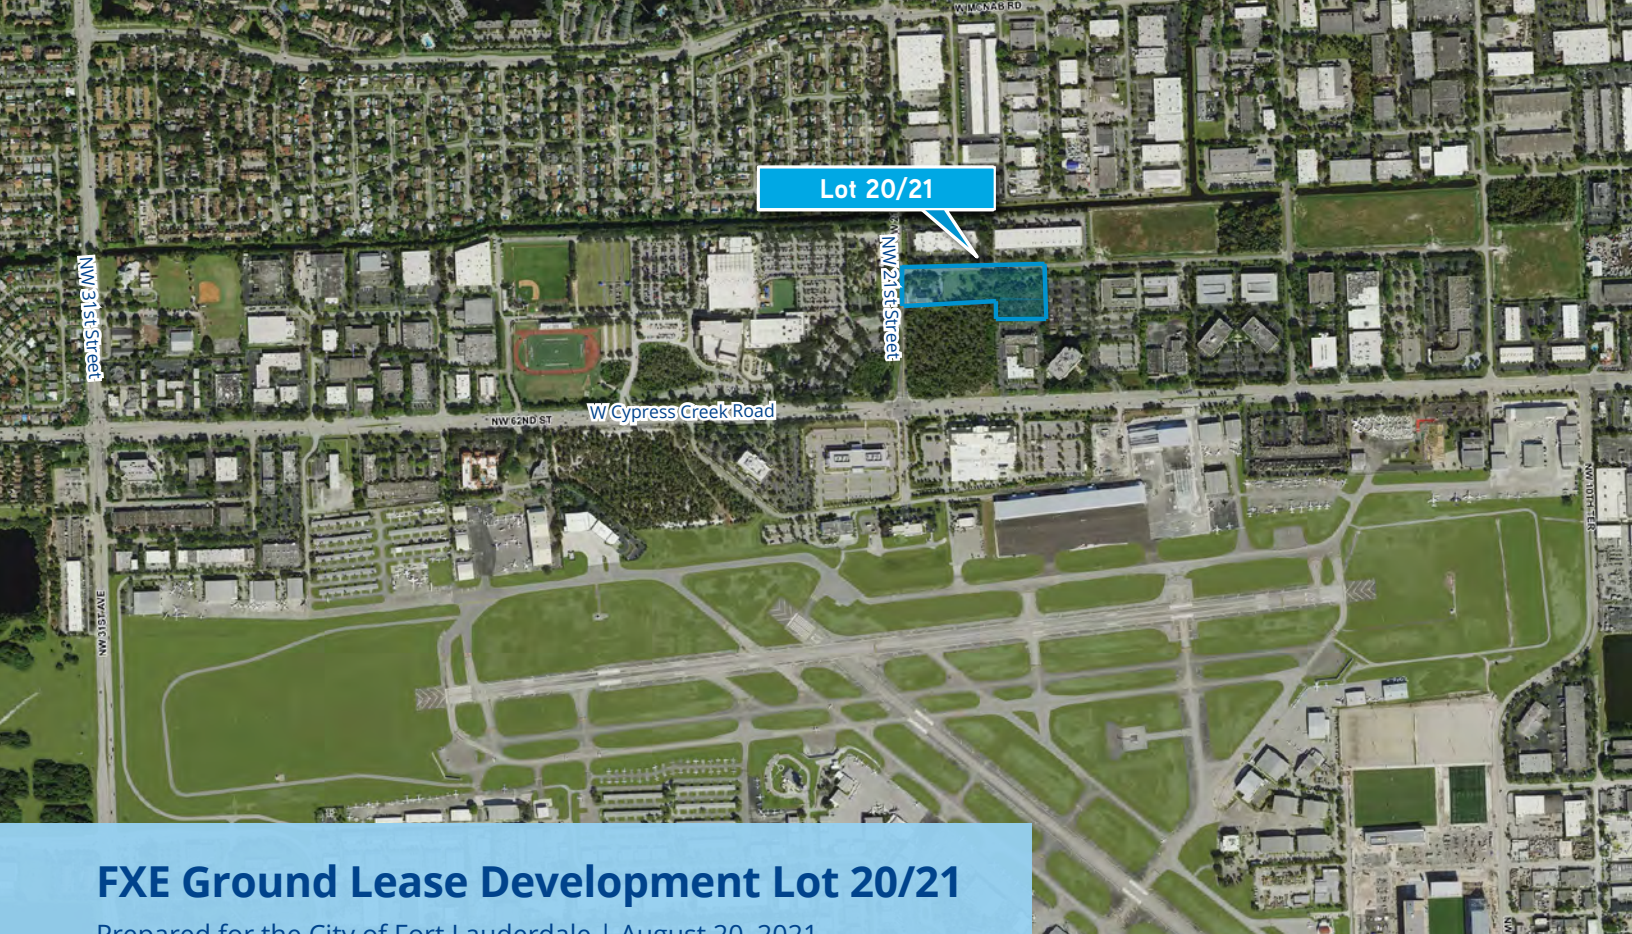 W MCNAB RD
Lot 20/21
NW 21st Street
NW 31st Street
W Cypress Creek Road
NW 62ND ST
NW 10TH TER
NW 31ST AVE
FXE Ground Lease Development Lot 20/21
Prepared for the City of Fort Lauderdale | August 20, 2021